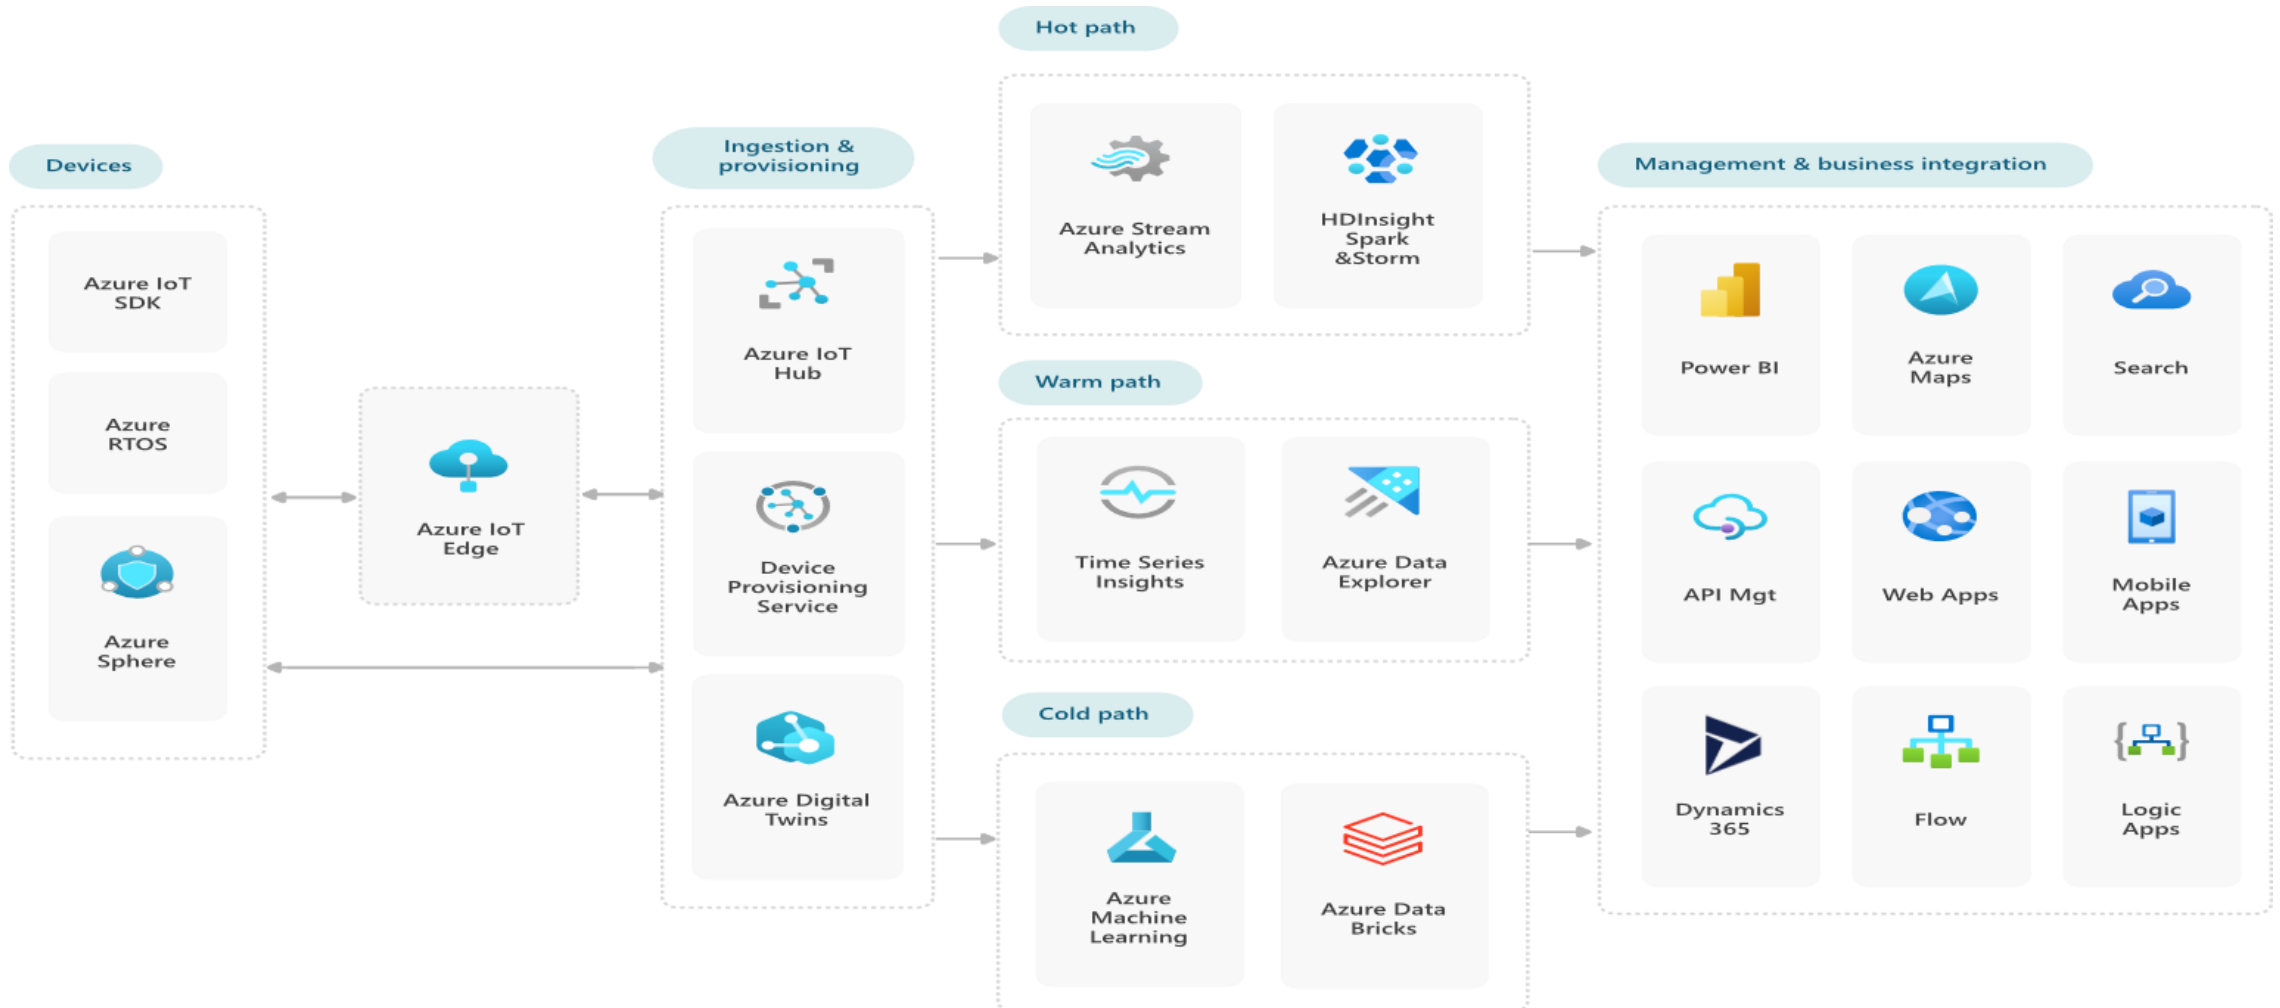 Devices
Azure IoT
SDK
Azure
RTOS
Azure
Sphere
Azure IoT
Edge
Ingestion &
provisioning
Azure IoT
Hub
Device
Provisioning
Service
Azure Digital
Twins
Hot path
Azure Stream
Analytics
HDInsight
Spark
&Storm
Warm path
Time Series
Insights
Azure Data
Explorer
Cold path
Azure
Machine
Learning
Azure Data
Bricks
Management & business integration
Power BI
Azure
Maps
Search
API Mgt
Web Apps
Mobile
Apps
Dynamics
365
Flow
Logic
Apps